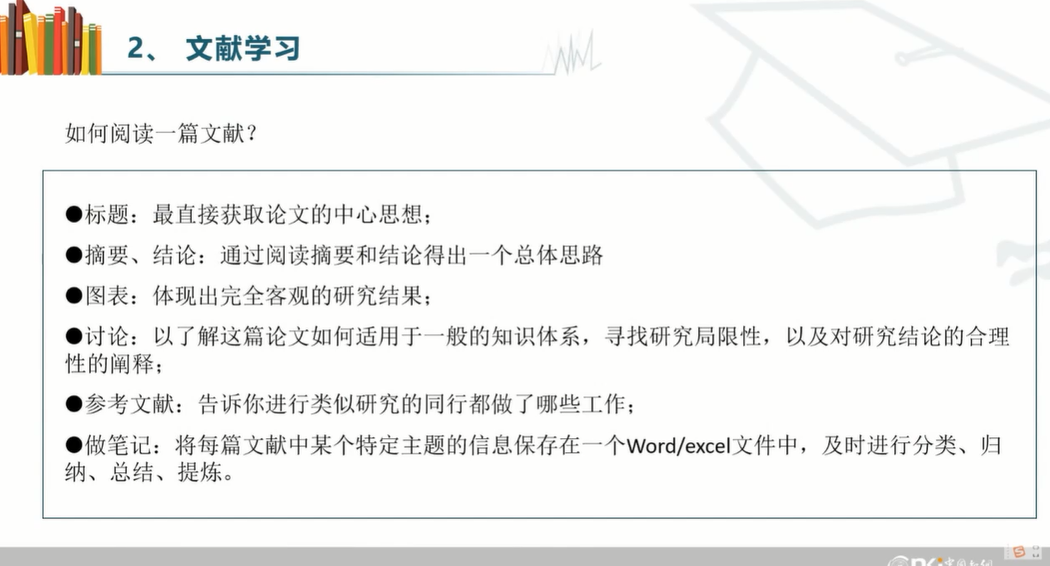 2、 文献学习
如何阅读一篇文献？
●标题：最直接获取论文的中心思想；
●摘要、结论：通过阅读摘要和结论得出一个总体思路
●图表：体现出完全客观的研究结果；
●讨论：以了解这篇论文如何适用于一般的知识体系，寻找研究局限性，以及对研究结论的合理
性的阐释；
●参考文献：告诉你进行类似研究的同行都做了哪些工作；
●做笔记：将每篇文献中某个特定主题的信息保存在一个Word/excel文件中，及时进行分类、归
纳、总结、提炼。